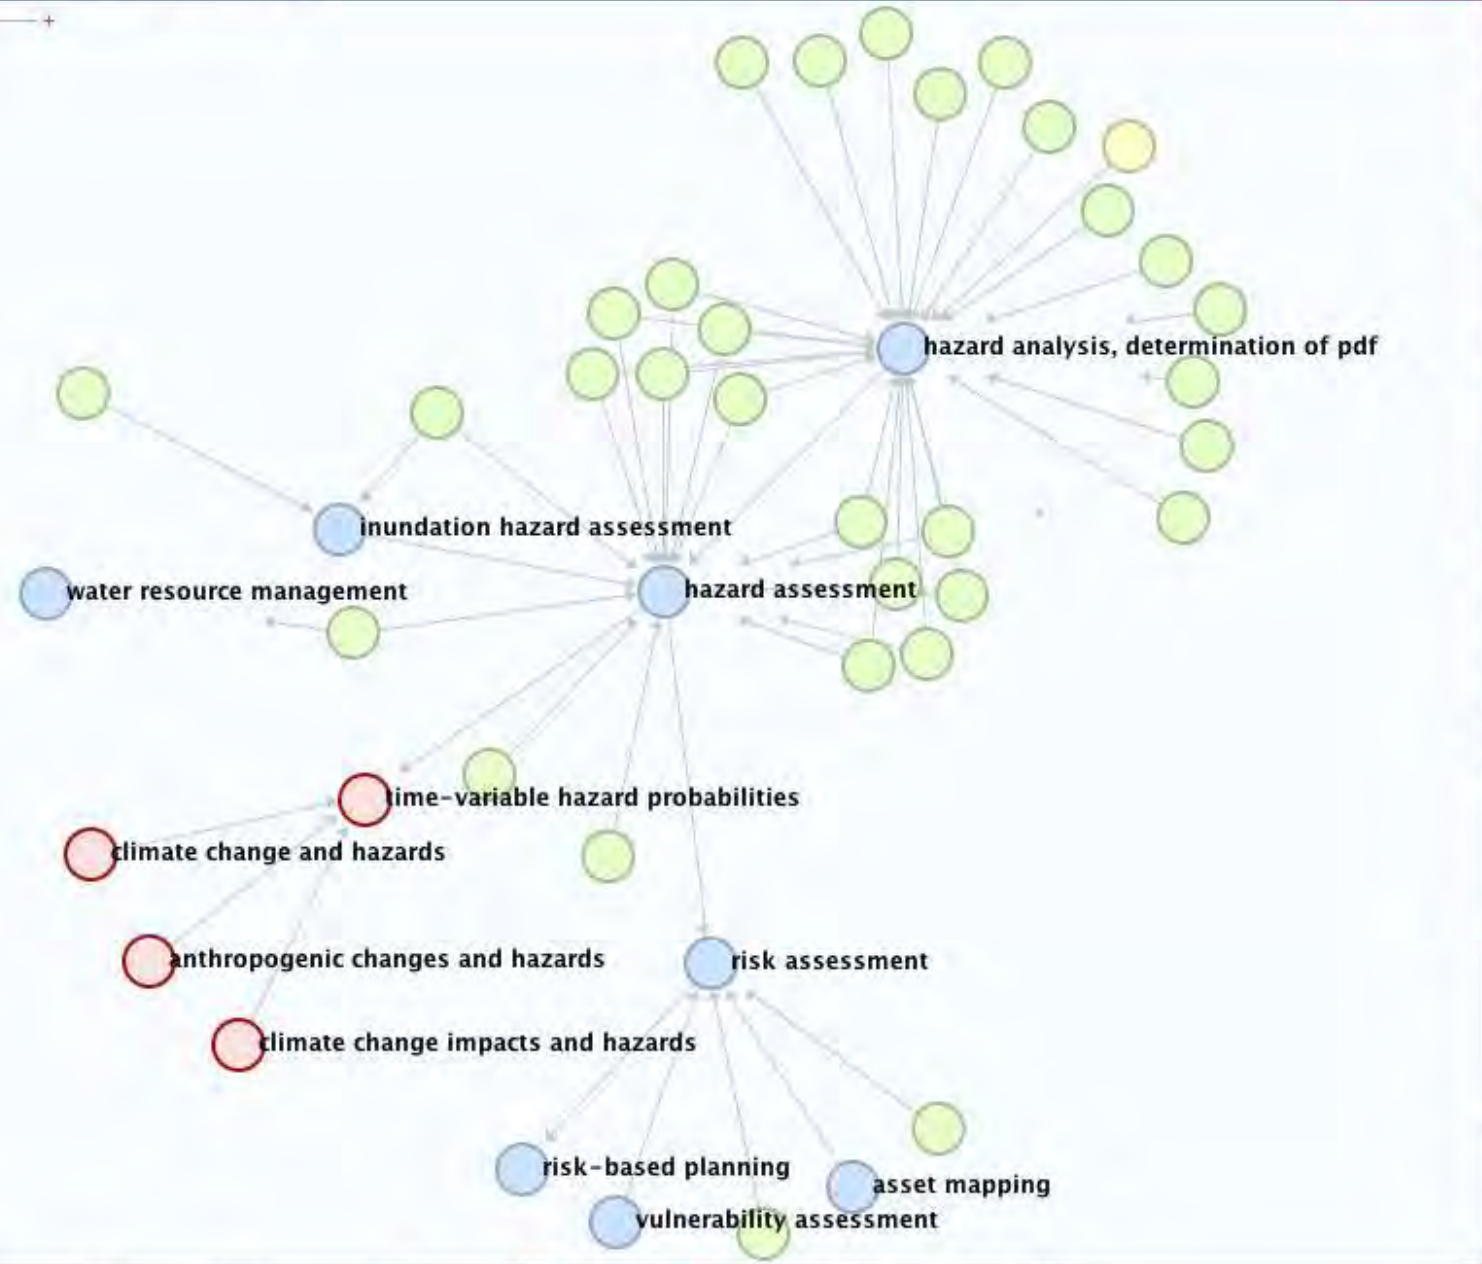 hazard analysis, determination of pdf
inundation hazard assessment
water resource management
hazard assessment
time-variable hazard probabilities
climate change and hazards
anthropogenic changes and hazards
risk assessment
climate change impacts and hazards
risk-based planning
asset mapping
vulnerability assessment